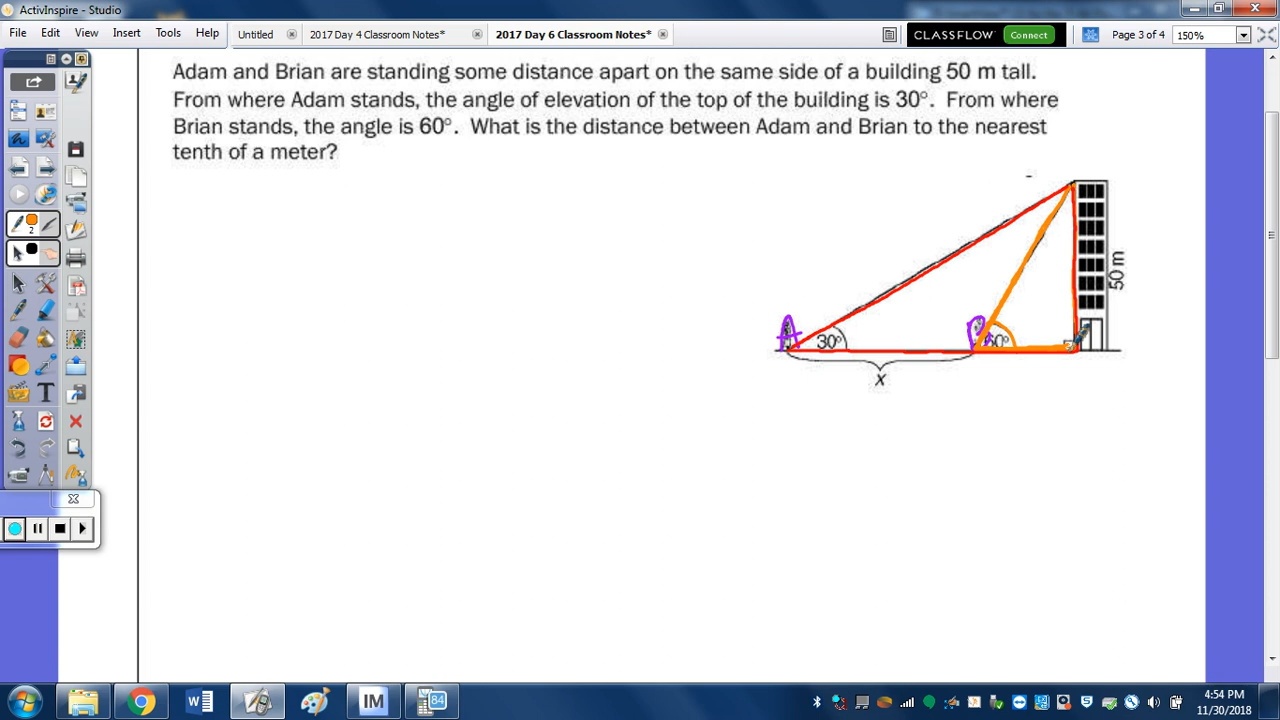 ActivInspire - Studio
File Edit View Insert Tools Help
Untitled
2017 Day 4 Classroom Notes*
2017 Day 6 Classroom Notes*
CLASSFLOW Connect
Page 3 of 4
150%
Adam and Brian are standing some distance apart on the same side of a building 50 m tall.
From where Adam stands, the angle of elevation of the top of the building is 30°. From where
Brian stands, the angle is 60°. What is the distance between Adam and Brian to the nearest
tenth of a meter?
50 m
A
B
30°
60°
x
2
IM
84
4:54 PM
11/30/2018